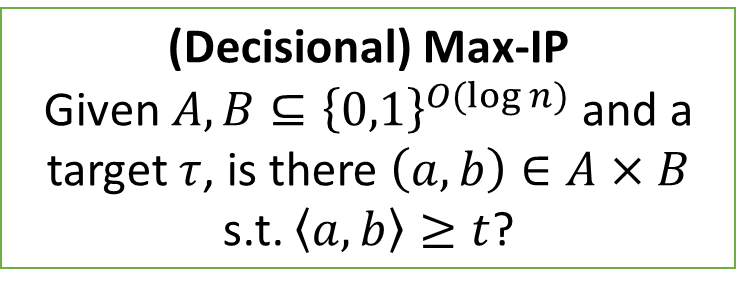 (Decisional) Max-IP
Given 𝐴, 𝐵 ⊆ {0,1}^{𝑂(log 𝑛)} and a
target 𝜏, is there (𝑎, 𝑏) ∈ 𝐴 × 𝐵
s.t. ⟨𝑎, 𝑏⟩ ≥ 𝑡?